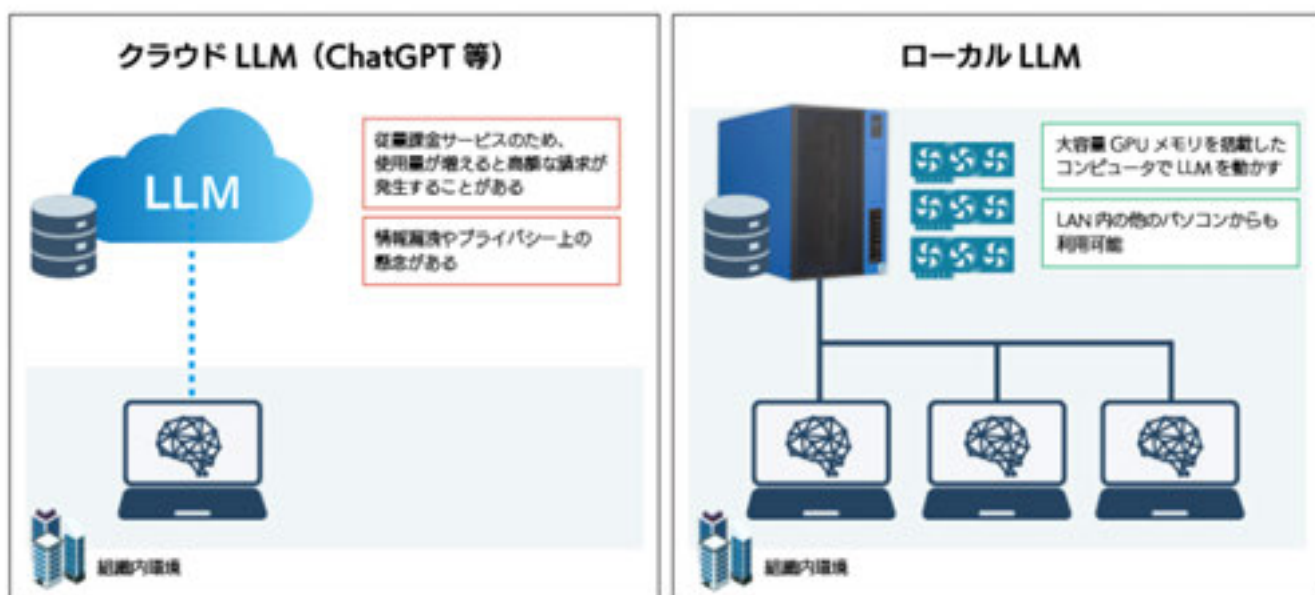 クラウド LLM（ChatGPT 等）
LLM
従量課金サービスのため、
使用量が増えると高額な請求が
発生することがある
情報漏洩やプライバシー上の
懸念がある
組織内環境
ローカル LLM
大容量 GPU メモリを搭載した
コンピュータで LLM を動かす
LAN 内の他のパソコンからも
利用可能
組織内環境